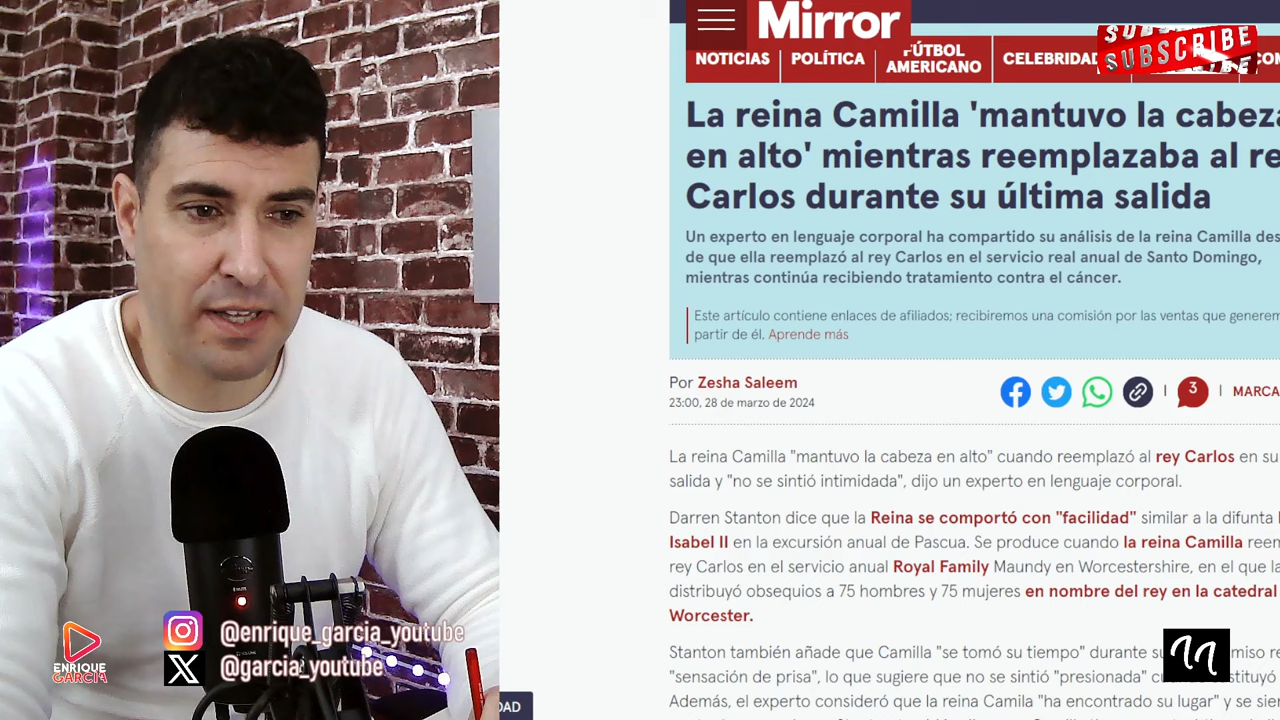 Mirror
SUBSCRIBE
NOTICIAS
POLÍTICA
FÚTBOL
AMERICANO
La reina Camilla 'mantuvo la cabeza
en alto' mientras reemplazaba al
Carlos durante su última salida
Un experto en lenguaje corporal ha compartido su análisis de la reina Camilla
de que ella reemplazó al rey Carlos en el servicio real anual de Santo Domingo,
mientras continúa recibiendo tratamiento contra el cáncer.
Este artículo contiene enlaces de afiliados; recibiremos una comisión por las ventas que
partir de él. Aprende más
Por Zesha Saleem
23:00, 28 de marzo de 2024
3
La reina Camilla "mantuvo la cabeza en alto" cuando reemplazó al rey Carlos en su
salida y "no se sintió intimidada", dijo un experto en lenguaje corporal.
Darren Stanton dice que la Reina se comportó con "facilidad" similar a la difunta
Isabel II en la excursión anual de Pascua. Se produce cuando la reina Camilla
rey Carlos en el servicio anual Royal Family Maundy en Worcestershire, en el que la
distribuyó obsequios a 75 hombres y 75 mujeres en nombre del rey en la catedral
Worcester.
Stanton también añade que Camilla "se tomó su tiempo" durante
"sensación de prisa", lo que sugiere que no se sintió "presionada"
Además, el experto consideró que la reina Camila "ha encontrado su lugar" y se
@enrique_garcia_youtube
@garcia_youtube
ENRIQUE
GARCIA